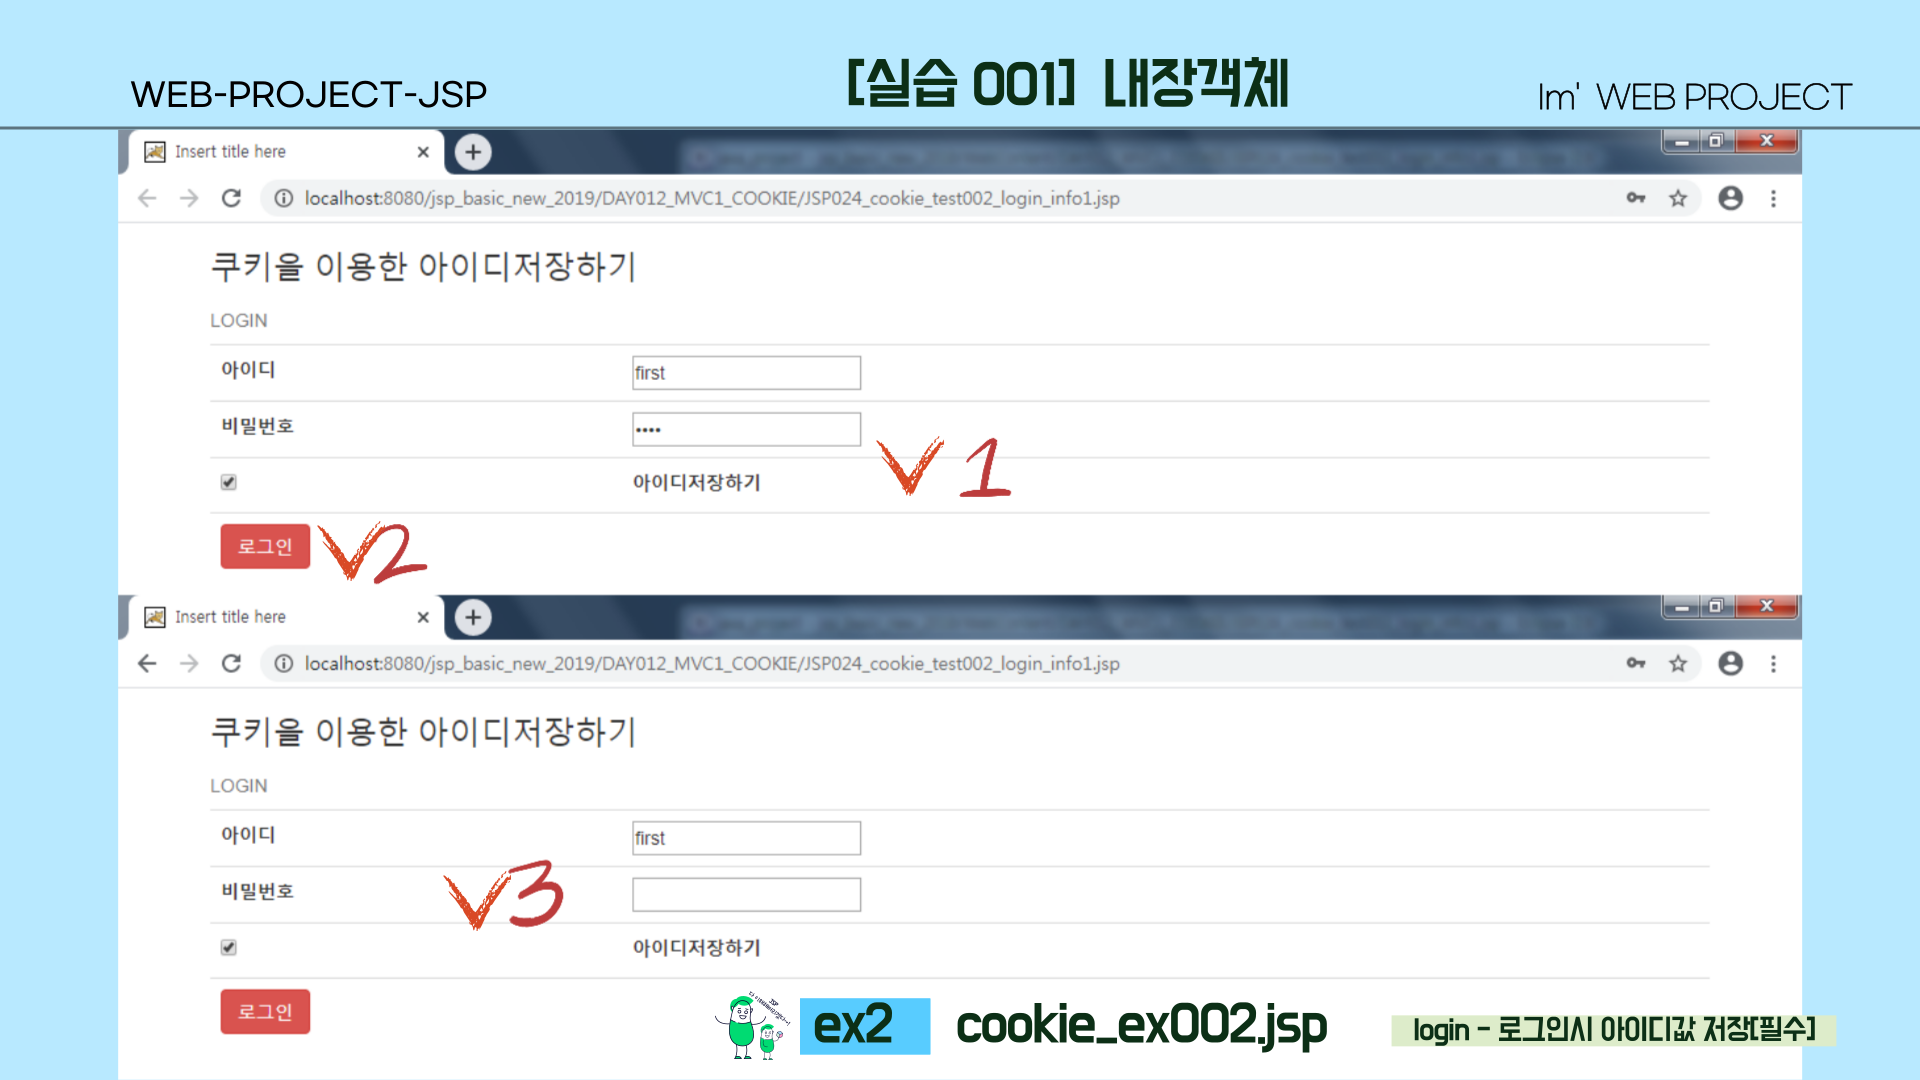 WEB-PROJECT-JSP
[실습 001] 내장객체
Im' WEB PROJECT
Insert title here
localhost:8080/jsp_basic_new_2019/DAY012_MVC1_COOKIE/JSP024_cookie_test002_login_info1.jsp
쿠키을 이용한 아이디저장하기
LOGIN
아이디 first
비밀번호 ••••
아이디저장하기
1
로그인
2
Insert title here
localhost:8080/jsp_basic_new_2019/DAY012_MVC1_COOKIE/JSP024_cookie_test002_login_info1.jsp
쿠키을 이용한 아이디저장하기
LOGIN
아이디 first
비밀번호
3
아이디저장하기
로그인
JSP
ex2
cookie_ex002.jsp
login - 로그인시 아이디값 저장[필수]